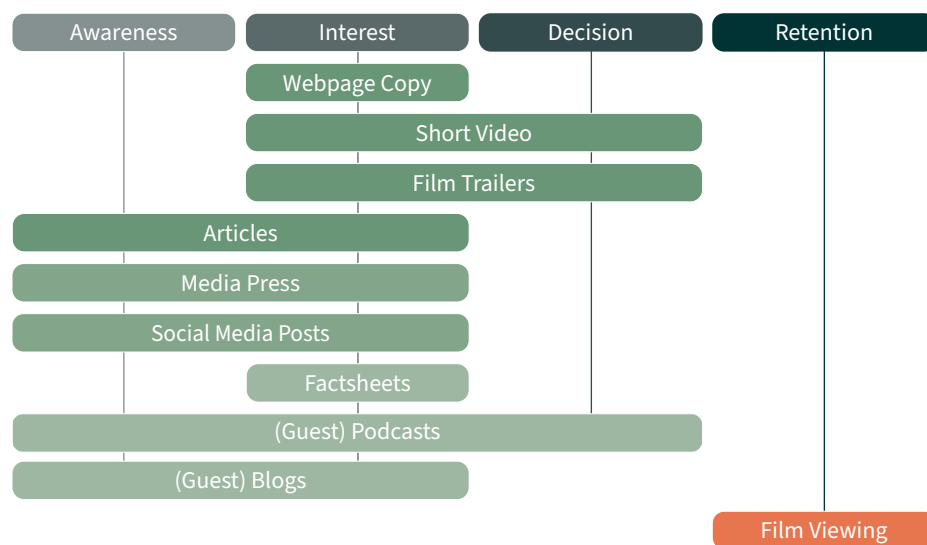 Awareness
Interest
Decision
Retention
Webpage Copy
Short Video
Film Trailers
Articles
Media Press
Social Media Posts
Factsheets
(Guest) Podcasts
(Guest) Blogs
Film Viewing